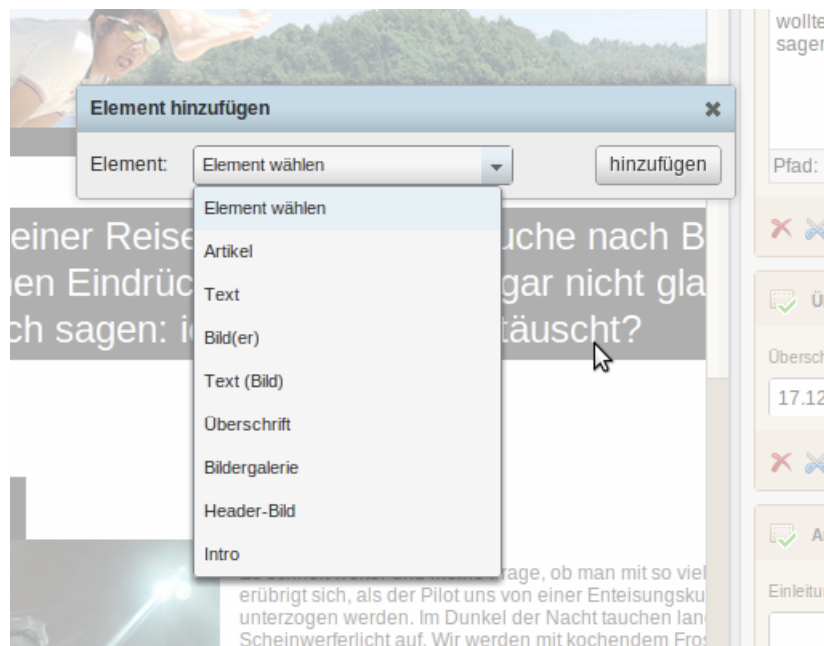 wollte
sagen
Element hinzufügen
Element:
Element wählen
hinzufügen
Pfad:
Element wählen
Artikel
Text
Bild(er)
Text (Bild)
Überschrift
Bildergalerie
Header-Bild
Intro
einer Reise
uche nach B
en Eindrüc
gar nicht gla
ch sagen: i
täuscht?
Ü
Übersch
17.12
A
Einleitu
rage, ob man mit so viel
erübrigt sich, als der Pilot uns von einer Enteisungsku
unterzogen werden. Im Dunkel der Nacht tauchen lan
Scheinwerferlicht auf. Wir werden mit kochendem Fros